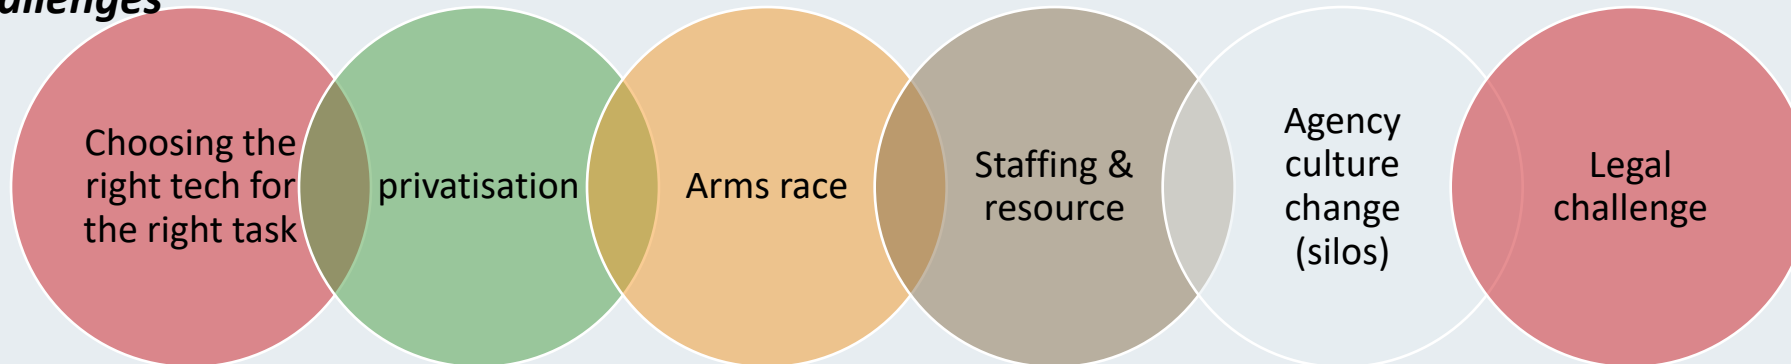 Choosing the
right tech for
the right task
privatisation
Arms race
Staffing &
resource
Agency
culture
change
(silos)
Legal
challenge